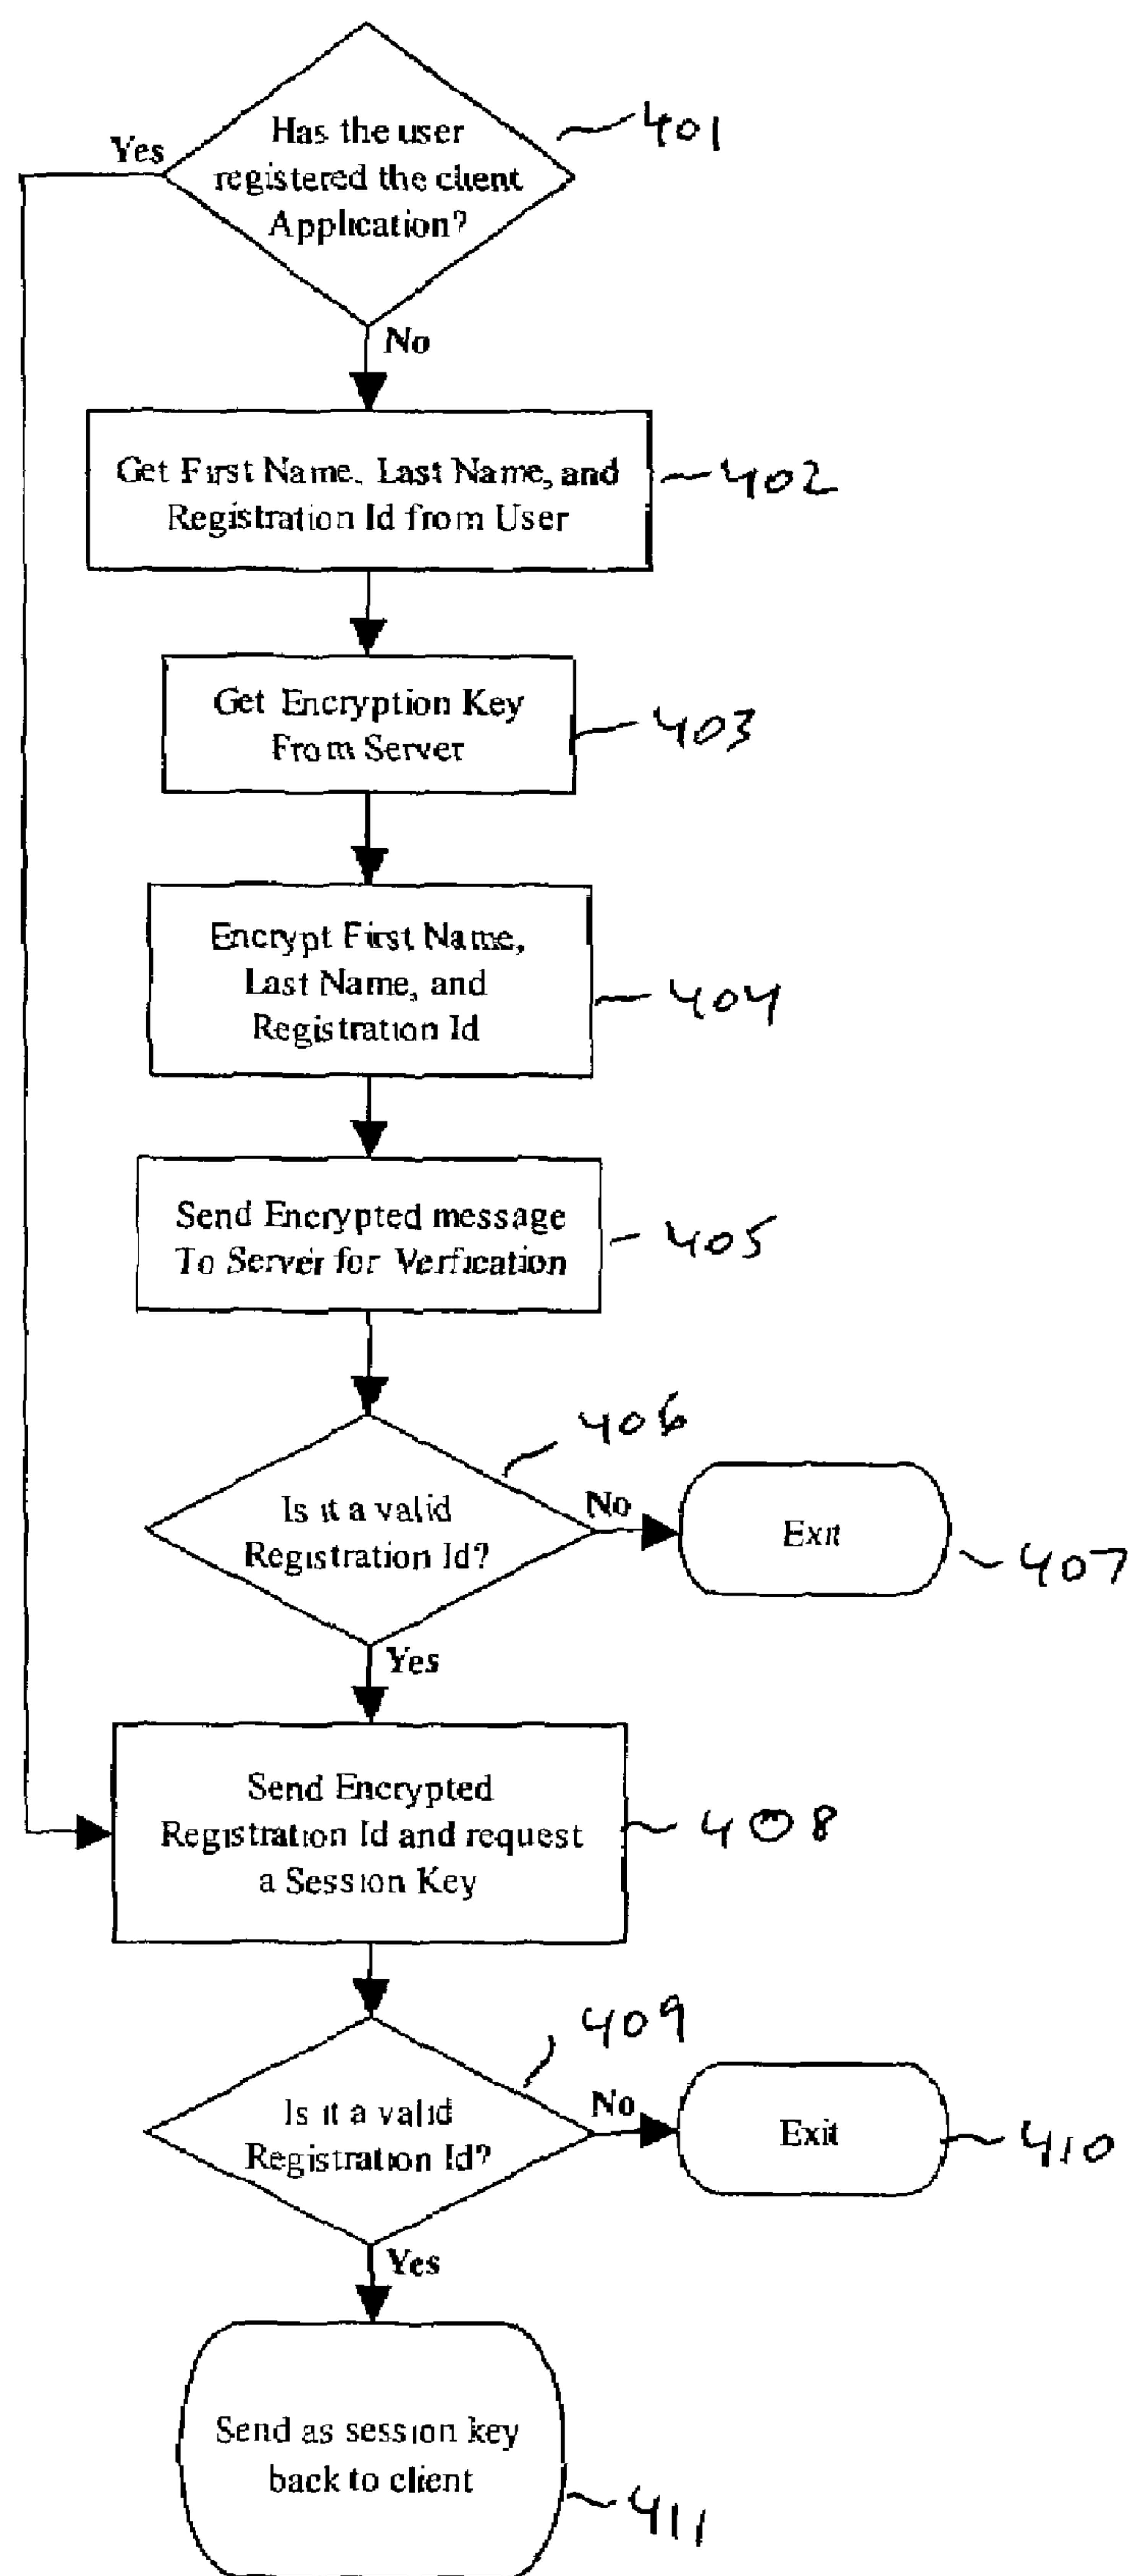 Has the user
registered the client
Application?
401
Yes
No
Get First Name, Last Name, and
Registration Id from User
402
Get Encryption Key
From Server
403
Encrypt First Name,
Last Name, and
Registration Id
404
Send Encrypted message
To Server for Verfication
405
406
Is it a valid
Registration Id?
No
Exit
407
Yes
Send Encrypted
Registration Id and request
a Session Key
408
409
Is it a valid
Registration Id?
No
Exit
410
Yes
Send as session key
back to client
411